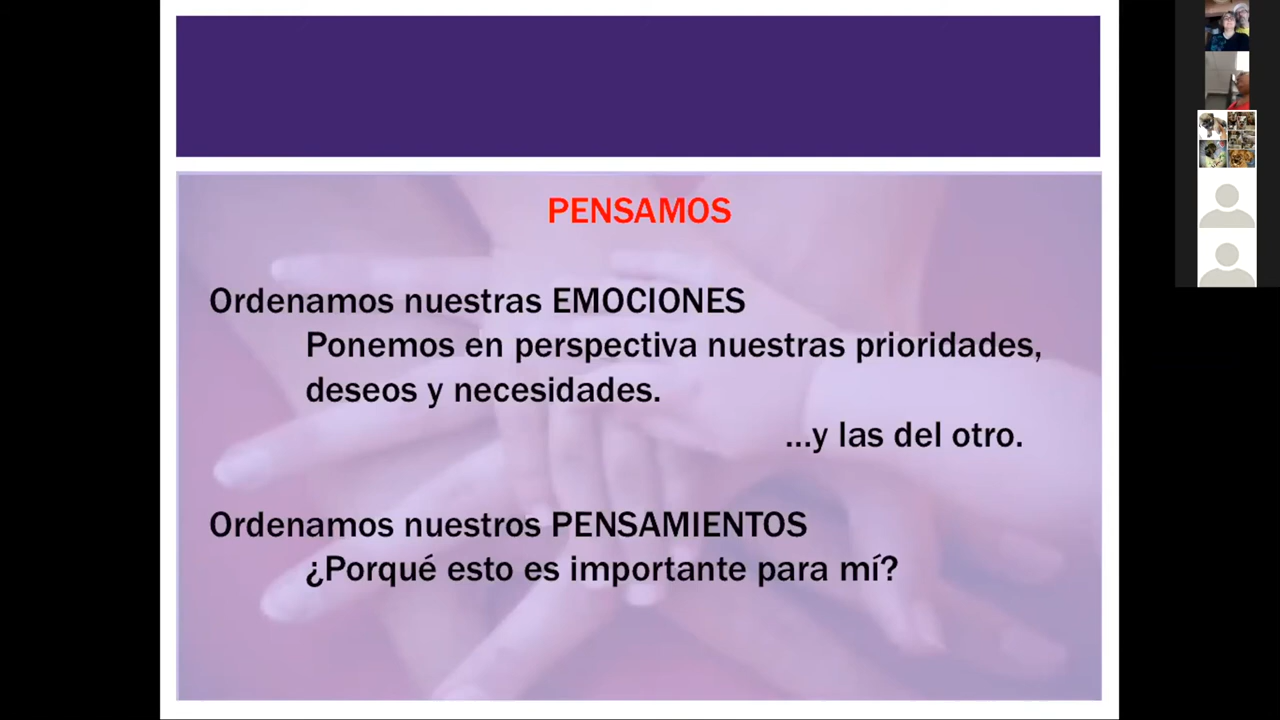 PENSAMOS
Ordenamos nuestras EMOCIONES
Ponemos en perspectiva nuestras prioridades,
deseos y necesidades.
...y las del otro.
Ordenamos nuestros PENSAMIENTOS
¿Porqué esto es importante para mí?